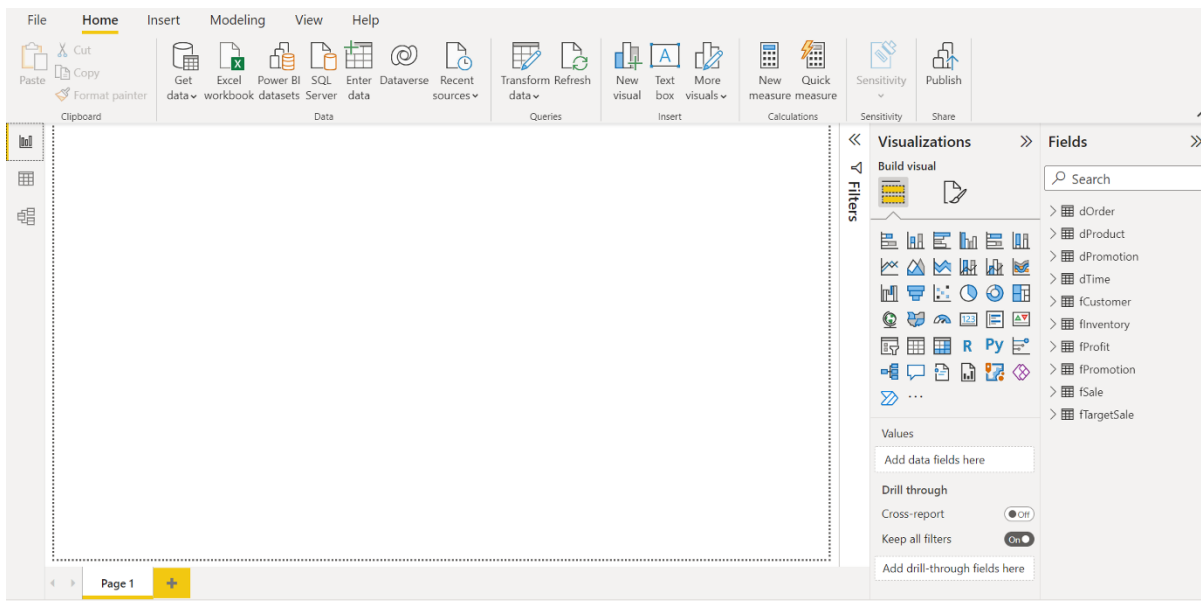 File Home Insert Modeling View Help
Paste
Cut
Copy
Format painter
Clipboard
Get data
Excel workbook
Power BI datasets
SQL Server
Enter data
Dataverse
Recent sources
Data
Transform data
Refresh
Queries
New visual
Text box
More visuals
Insert
New measure
Quick measure
Calculations
Sensitivity
Sensitivity
Publish
Share
Filters
Visualizations
Build visual
123
R
Py
Values
Add data fields here
Drill through
Cross-report
Off
Keep all filters
On
Add drill-through fields here
Fields
Search
dOrder
dProduct
dPromotion
dTime
fCustomer
fInventory
fProfit
fPromotion
fSale
fTargetSale
Page 1